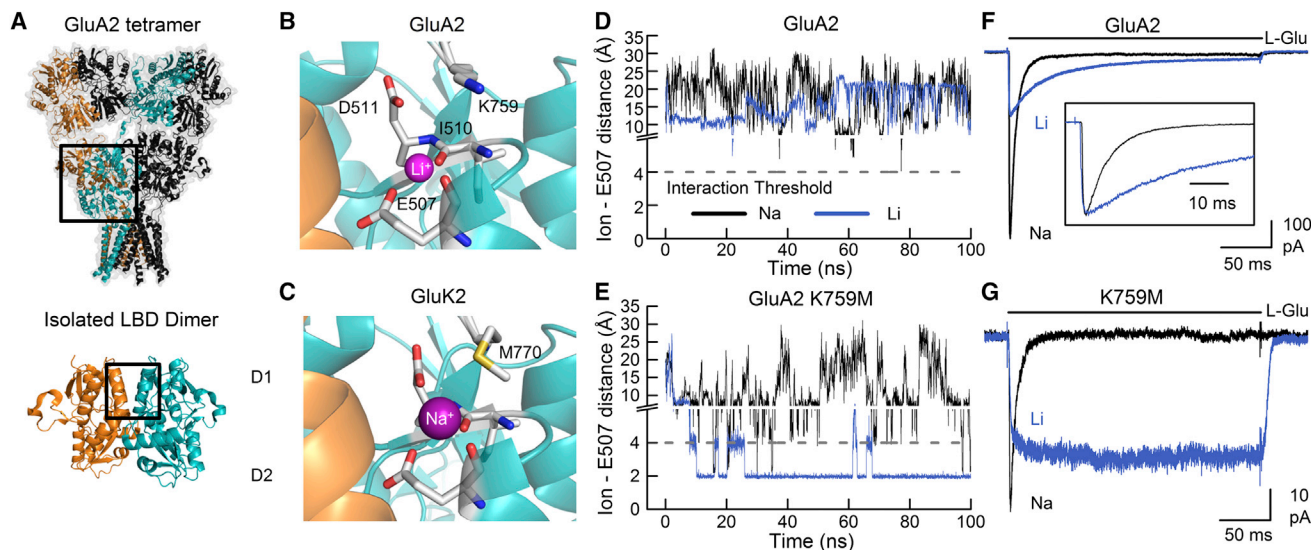 A
GluA2 tetramer
Isolated LBD Dimer
D1
D2
B
GluA2
D511
K759
I510
Li⁺
E507
C
GluK2
M770
Na⁺
D
GluA2
Ion - E507 distance (Å)
35
30
25
20
15
10
6
4
2
0
Interaction Threshold
Na Li
0 20 40 60 80 100
Time (ns)
E
GluA2 K759M
Ion - E507 distance (Å)
35
30
25
20
15
10
6
4
2
0
0 20 40 60 80 100
Time (ns)
F
GluA2
L-Glu
Li
10 ms
Na
100
pA
50 ms
G
K759M
L-Glu
Li
Na
10
pA
50 ms